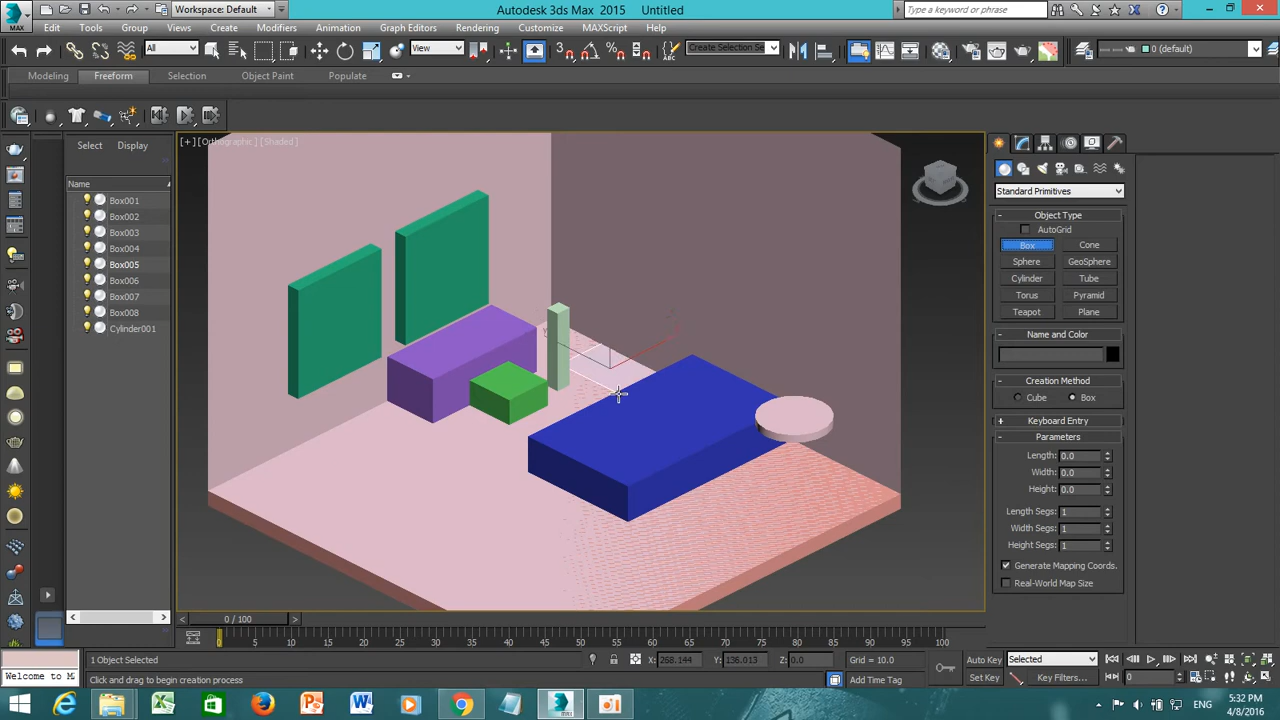 Workspace: Default
Autodesk 3ds Max 2015    Untitled
Type a keyword or phrase
MAX
Edit Tools Group Views Create Modifiers Animation Graph Editors Rendering Customize MAXScript Help
All View Create Selection Se 0 (default)
Modeling Freeform Selection Object Paint Populate
[+] [Orthographic] [Shaded]
Select Display
Name
Box001
Box002
Box003
Box004
Box005
Box006
Box007
Box008
Cylinder001
Standard Primitives
- Object Type
AutoGrid
Box Cone
Sphere GeoSphere
Cylinder Tube
Torus Pyramid
Teapot Plane
- Name and Color
- Creation Method
Cube Box
+ Keyboard Entry
- Parameters
Length: 0.0
Width: 0.0
Height: 0.0
Length Segs: 1
Width Segs: 1
Height Segs: 1
Generate Mapping Coords.
Real-World Map Size
0 / 100
0 5 10 15 20 25 30 35 40 45 50 55 60 65 70 75 80 85 90 95 100
1 Object Selected X: 268.144 Y: 136.013 Z: 0.0 Grid = 10.0 Auto Key Selected
Welcome to M Click and drag to begin creation process Add Time Tag Set Key Key Filters... 0
ENG
5:32 PM
4/8/2016